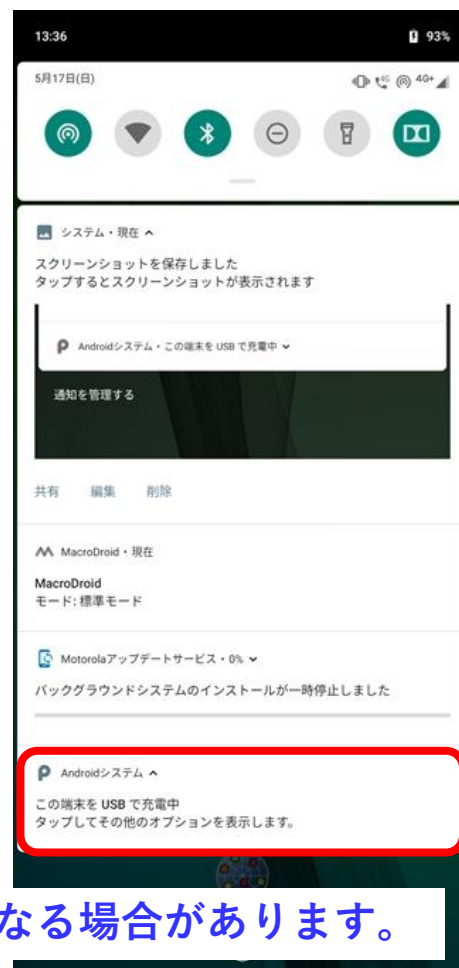 13:36
93%
5月17日(日)
4G 4G+
システム・現在
スクリーンショットを保存しました
タップするとスクリーンショットが表示されます
Androidシステム・この端末を USB で充電中
通知を管理する
共有 編集 削除
MacroDroid・現在
MacroDroid
モード: 標準モード
Motorolaアップデートサービス・0%
バックグラウンドシステムのインストールが一時停止しました
Androidシステム
この端末を USB で充電中
タップしてその他のオプションを表示します。
なる場合があります。